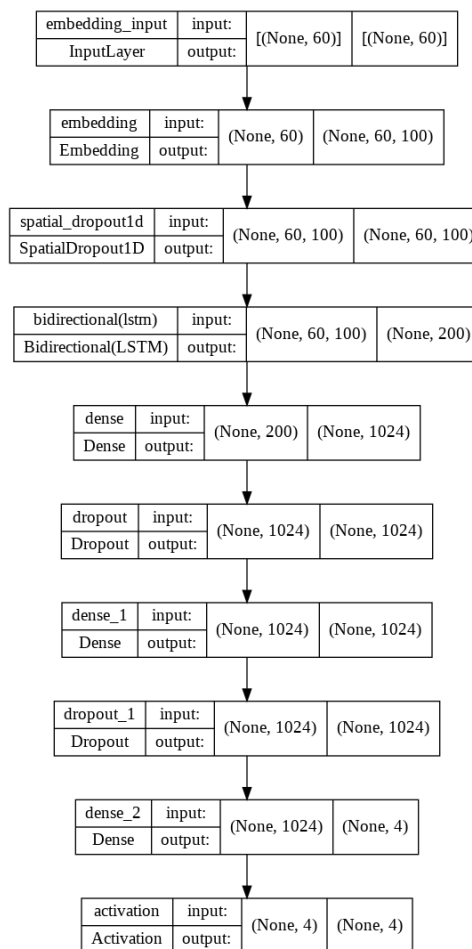 embedding_input input: [(None, 60)] [(None, 60)]
InputLayer output:
embedding input: (None, 60) (None, 60, 100)
Embedding output:
spatial_dropout1d input: (None, 60, 100) (None, 60, 100)
SpatialDropout1D output:
bidirectional(lstm) input: (None, 60, 100) (None, 200)
Bidirectional(LSTM) output:
dense input: (None, 200) (None, 1024)
Dense output:
dropout input: (None, 1024) (None, 1024)
Dropout output:
dense_1 input: (None, 1024) (None, 1024)
Dense output:
dropout_1 input: (None, 1024) (None, 1024)
Dropout output:
dense_2 input: (None, 1024) (None, 4)
Dense output:
activation input: (None, 4) (None, 4)
Activation output: